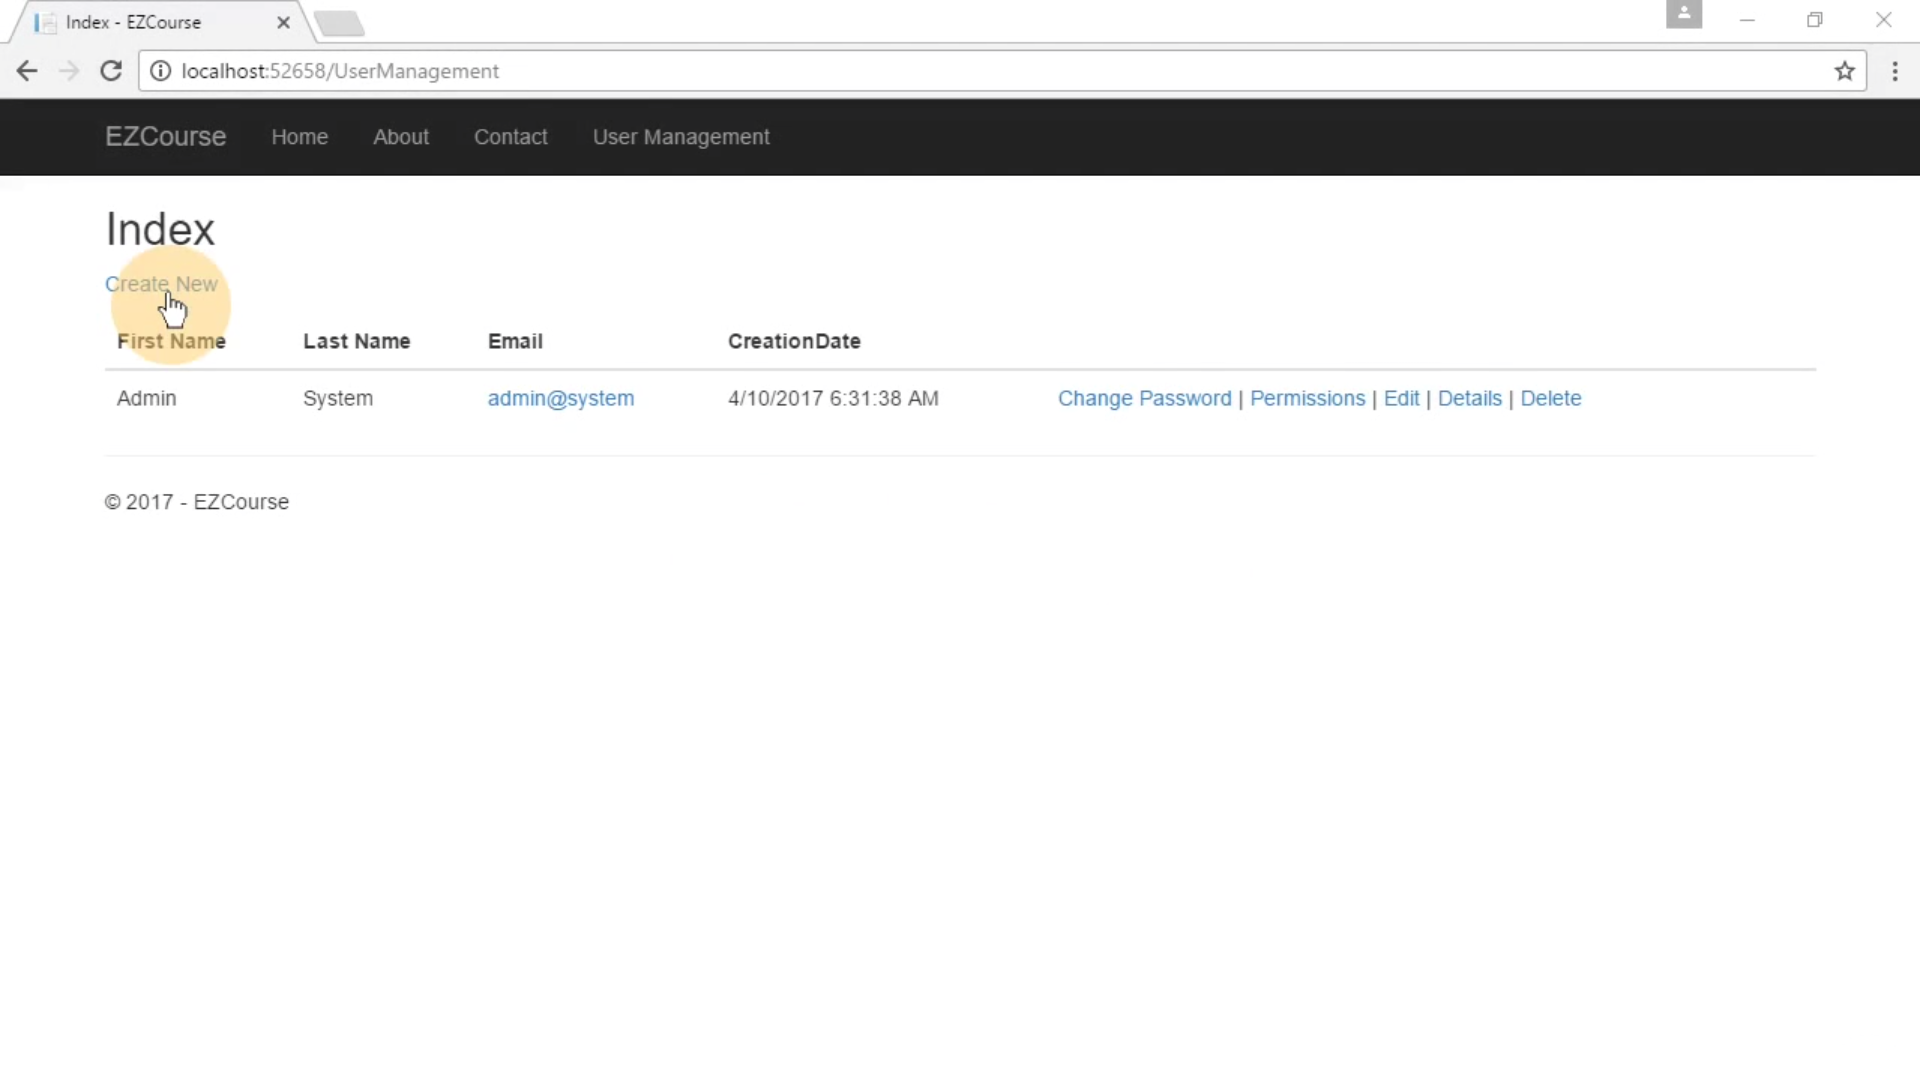 Index - EZCourse
localhost:52658/UserManagement
EZCourse Home About Contact User Management
Index
Create New
First Name Last Name Email CreationDate
Admin System admin@system 4/10/2017 6:31:38 AM Change Password | Permissions | Edit | Details | Delete
© 2017 - EZCourse